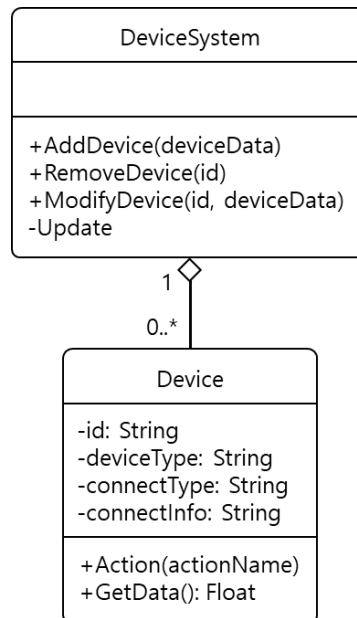 DeviceSystem
+AddDevice(deviceData)
+RemoveDevice(id)
+ModifyDevice(id, deviceData)
-Update
1
0..*
Device
-id: String
-deviceType: String
-connectType: String
-connectInfo: String
+Action(actionName)
+GetData(): Float